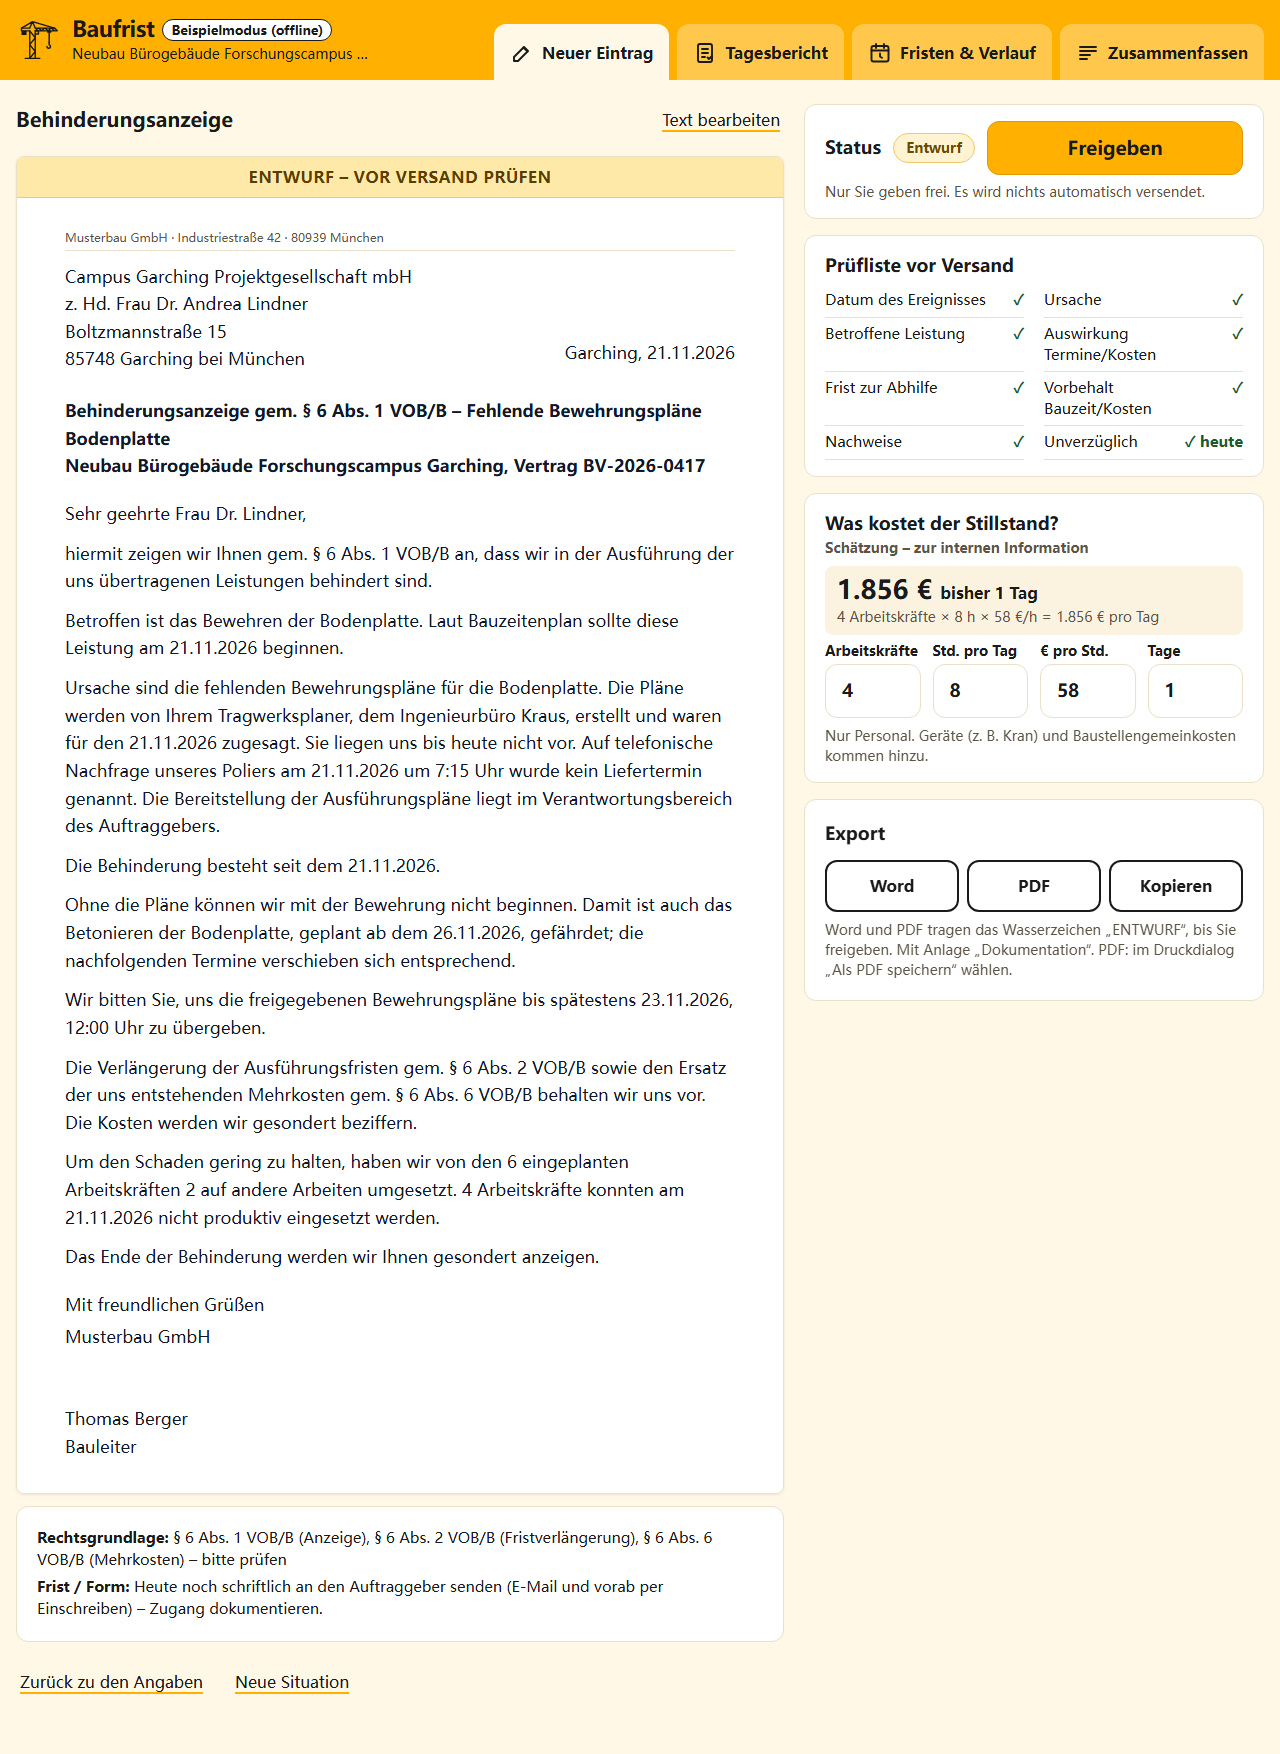 Baufrist Beispielmodus (offline)
Neubau Bürogebäude Forschungscampus ...
Neuer Eintrag
Tagesbericht
Fristen & Verlauf
Zusammenfassen
Behinderungsanzeige
Text bearbeiten
ENTWURF – VOR VERSAND PRÜFEN
Musterbau GmbH · Industriestraße 42 · 80939 München
Campus Garching Projektgesellschaft mbH
z. Hd. Frau Dr. Andrea Lindner
Boltzmannstraße 15
85748 Garching bei München
Garching, 21.11.2026
Behinderungsanzeige gem. § 6 Abs. 1 VOB/B – Fehlende Bewehrungspläne
Bodenplatte
Neubau Bürogebäude Forschungscampus Garching, Vertrag BV-2026-0417
Sehr geehrte Frau Dr. Lindner,
hiermit zeigen wir Ihnen gem. § 6 Abs. 1 VOB/B an, dass wir in der Ausführung der
uns übertragenen Leistungen behindert sind.
Betroffen ist das Bewehren der Bodenplatte. Laut Bauzeitenplan sollte diese
Leistung am 21.11.2026 beginnen.
Ursache sind die fehlenden Bewehrungspläne für die Bodenplatte. Die Pläne
werden von Ihrem Tragwerksplaner, dem Ingenieurbüro Kraus, erstellt und waren
für den 21.11.2026 zugesagt. Sie liegen uns bis heute nicht vor. Auf telefonische
Nachfrage unseres Poliers am 21.11.2026 um 7:15 Uhr wurde kein Liefertermin
genannt. Die Bereitstellung der Ausführungspläne liegt im Verantwortungsbereich
des Auftraggebers.
Die Behinderung besteht seit dem 21.11.2026.
Ohne die Pläne können wir mit der Bewehrung nicht beginnen. Damit ist auch das
Betonieren der Bodenplatte, geplant ab dem 26.11.2026, gefährdet; die
nachfolgenden Termine verschieben sich entsprechend.
Wir bitten Sie, uns die freigegebenen Bewehrungspläne bis spätestens 23.11.2026,
12:00 Uhr zu übergeben.
Die Verlängerung der Ausführungsfristen gem. § 6 Abs. 2 VOB/B sowie den Ersatz
der uns entstehenden Mehrkosten gem. § 6 Abs. 6 VOB/B behalten wir uns vor.
Die Kosten werden wir gesondert beziffern.
Um den Schaden gering zu halten, haben wir von den 6 eingeplanten
Arbeitskräften 2 auf andere Arbeiten umgesetzt. 4 Arbeitskräfte konnten am
21.11.2026 nicht produktiv eingesetzt werden.
Das Ende der Behinderung werden wir Ihnen gesondert anzeigen.
Mit freundlichen Grüßen
Musterbau GmbH
Thomas Berger
Bauleiter
Rechtsgrundlage: § 6 Abs. 1 VOB/B (Anzeige), § 6 Abs. 2 VOB/B (Fristverlängerung), § 6 Abs. 6
VOB/B (Mehrkosten) – bitte prüfen
Frist / Form: Heute noch schriftlich an den Auftraggeber senden (E-Mail und vorab per
Einschreiben) – Zugang dokumentieren.
Zurück zu den Angaben
Neue Situation
Status Entwurf Freigeben
Nur Sie geben frei. Es wird nichts automatisch versendet.
Prüfliste vor Versand
Datum des Ereignisses ✓
Ursache ✓
Betroffene Leistung ✓
Auswirkung ✓
Termine/Kosten
Frist zur Abhilfe ✓
Vorbehalt ✓
Bauzeit/Kosten
Nachweise ✓
Unverzüglich ✓ heute
Was kostet der Stillstand?
Schätzung – zur internen Information
1.856 € bisher 1 Tag
4 Arbeitskräfte × 8 h × 58 €/h = 1.856 € pro Tag
Arbeitskräfte Std. pro Tag € pro Std. Tage
4 8 58 1
Nur Personal. Geräte (z. B. Kran) und Baustellengemeinkosten
kommen hinzu.
Export
Word PDF Kopieren
Word und PDF tragen das Wasserzeichen „ENTWURF“, bis Sie
freigeben. Mit Anlage „Dokumentation“. PDF: im Druckdialog
„Als PDF speichern“ wählen.